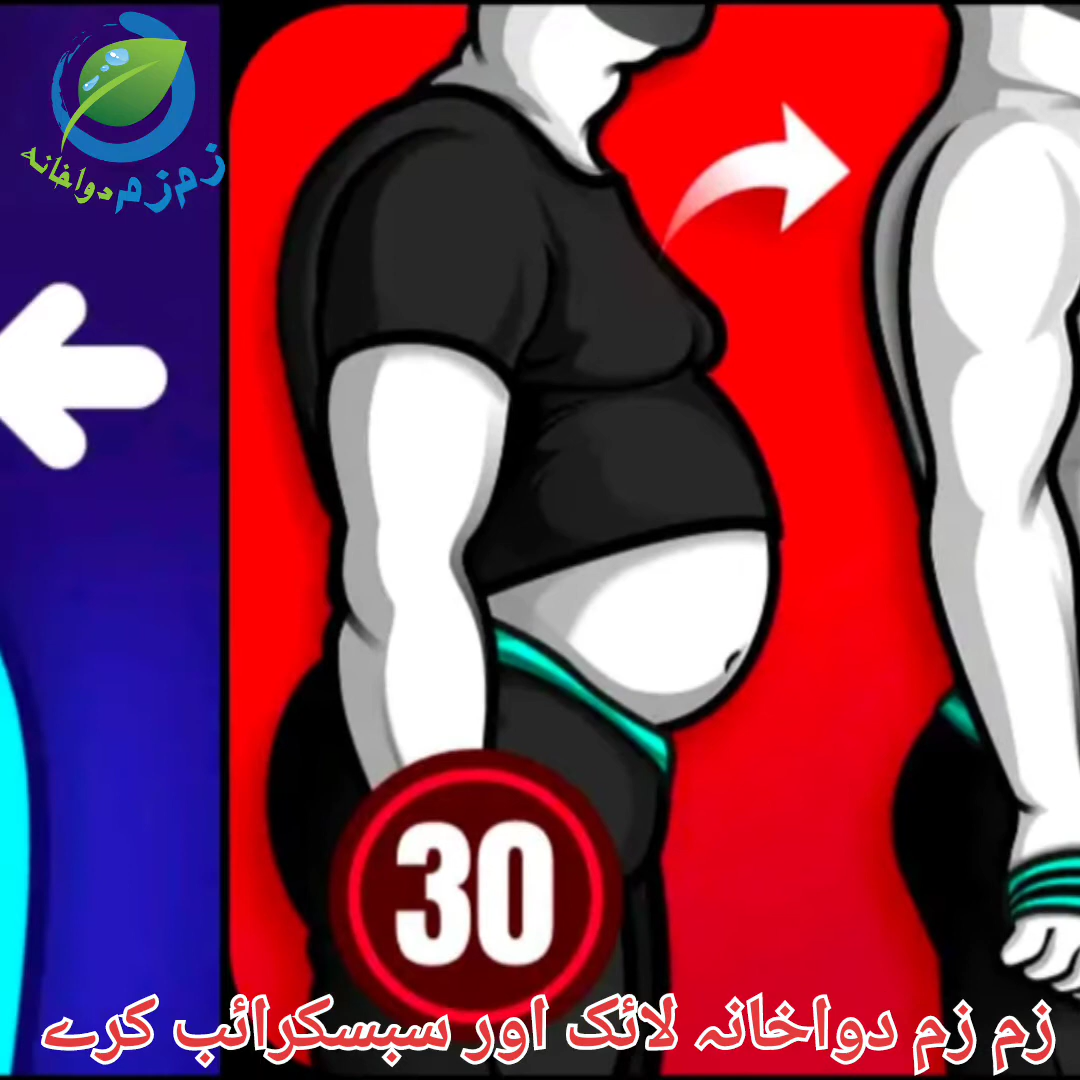 زم زم دواخانہ
30
زم زم دواخانہ لائک اور سبسکرائب کرے